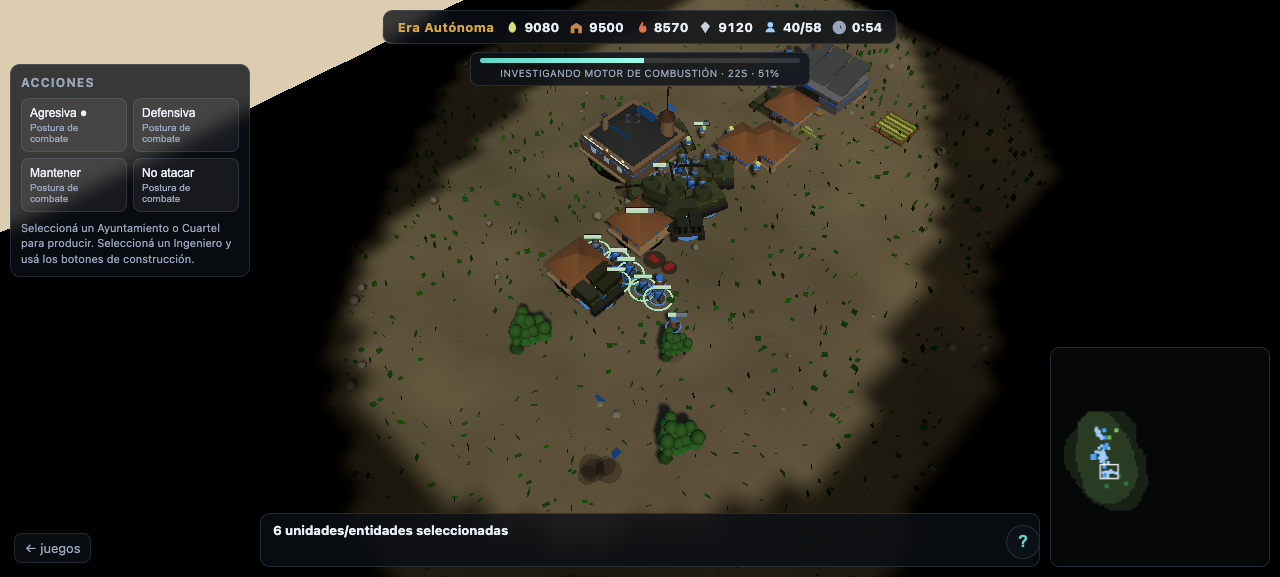 Era Autónoma 9080 9500 8570 9120 40/58 0:54
INVESTIGANDO MOTOR DE COMBUSTIÓN · 22S · 51%
ACCIONES
Agresiva •
Postura de
combate
Defensiva
Postura de
combate
Mantener
Postura de
combate
No atacar
Postura de
combate
Seleccioná un Ayuntamiento o Cuartel
para producir. Seleccioná un Ingeniero y
usá los botones de construcción.
6 unidades/entidades seleccionadas
?
← juegos